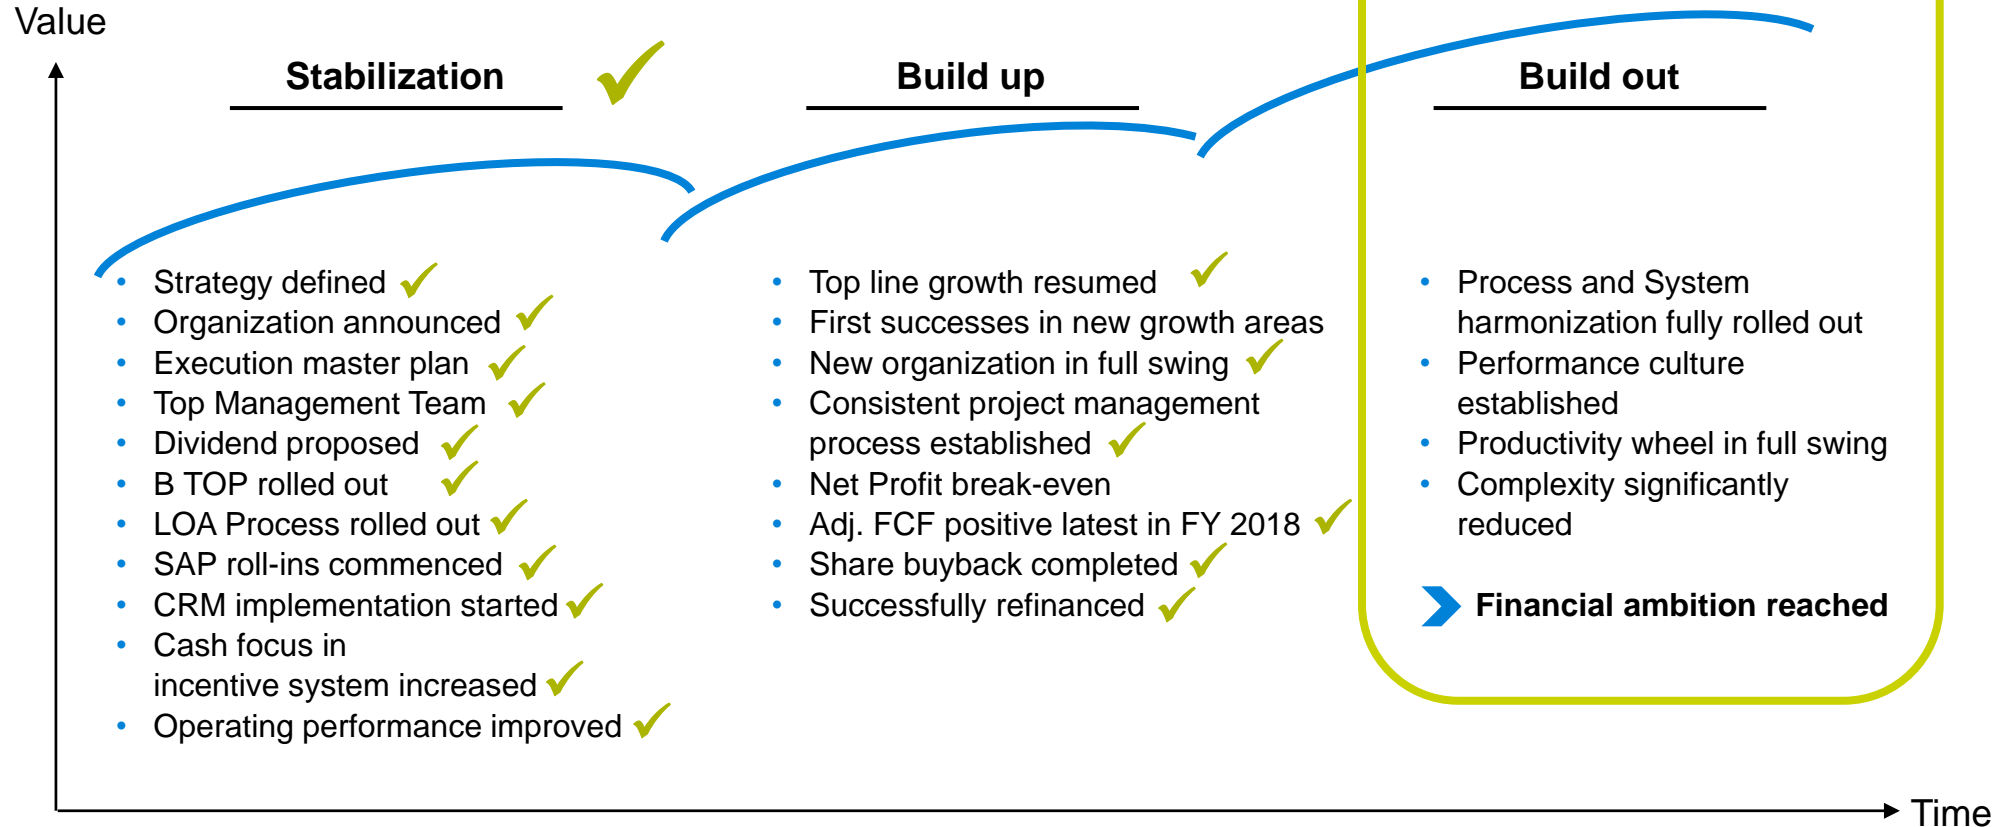 Value
Stabilization
Build up
Build out
• Strategy defined
• Organization announced
• Execution master plan
• Top Management Team
• Dividend proposed
• B TOP rolled out
• LOA Process rolled out
• SAP roll-ins commenced
• CRM implementation started
• Cash focus in
incentive system increased
• Operating performance improved
• Top line growth resumed
• First successes in new growth areas
• New organization in full swing
• Consistent project management
process established
• Net Profit break-even
• Adj. FCF positive latest in FY 2018
• Share buyback completed
• Successfully refinanced
• Process and System
harmonization fully rolled out
• Performance culture
established
• Productivity wheel in full swing
• Complexity significantly
reduced
Financial ambition reached
Time